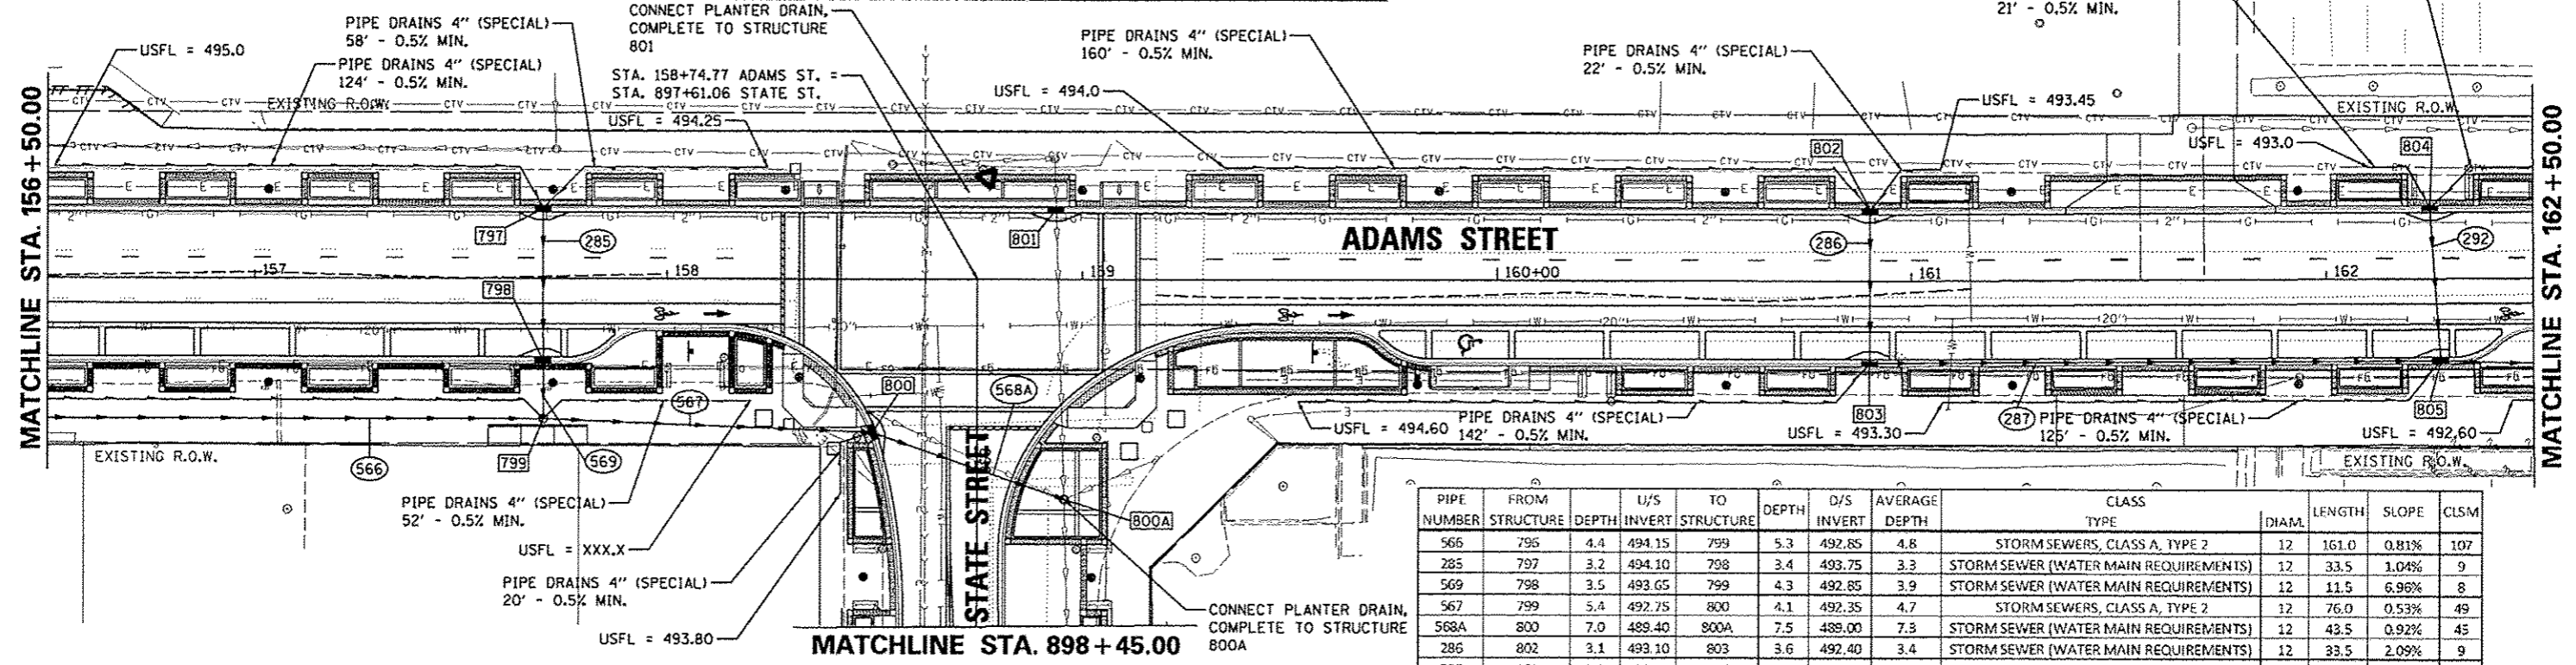 CONNECT PLANTER DRAIN,
COMPLETE TO STRUCTURE
801
PIPE DRAINS 4" (SPECIAL)
58' - 0.5% MIN.
USFL = 495.0
PIPE DRAINS 4" (SPECIAL)
124' - 0.5% MIN.
STA. 158+74.77 ADAMS ST. =
STA. 897+61.06 STATE ST.
USFL = 494.25
EXISTING R.O.W.
USFL = 494.0
PIPE DRAINS 4" (SPECIAL)
160' - 0.5% MIN.
PIPE DRAINS 4" (SPECIAL)
22' - 0.5% MIN.
21' - 0.5% MIN.
USFL = 493.45
EXISTING R.O.W.
USFL = 493.0
802
804
MATCHLINE STA. 156+50.00
MATCHLINE STA. 162+50.00
797
285
801
ADAMS STREET
286
292
157
158
159
160+00
161
162
798
800
568A
567
803
287
805
566
799
569
800A
EXISTING R.O.W.
USFL = 494.60
PIPE DRAINS 4" (SPECIAL)
142' - 0.5% MIN.
USFL = 493.30
PIPE DRAINS 4" (SPECIAL)
125' - 0.5% MIN.
USFL = 492.60
EXISTING R.O.W.
PIPE DRAINS 4" (SPECIAL)
52' - 0.5% MIN.
USFL = XXX.X
PIPE DRAINS 4" (SPECIAL)
20' - 0.5% MIN.
USFL = 493.80
STATE STREET
MATCHLINE STA. 898+45.00
CONNECT PLANTER DRAIN,
COMPLETE TO STRUCTURE
800A
PIPE NUMBER FROM STRUCTURE DEPTH U/S INVERT TO STRUCTURE DEPTH D/S INVERT AVERAGE DEPTH CLASS TYPE DIAM. LENGTH SLOPE CLSM
566 796 4.4 494.15 799 5.3 492.85 4.8 STORM SEWERS, CLASS A, TYPE 2 12 161.0 0.81% 107
285 797 3.2 494.10 798 3.4 493.75 3.3 STORM SEWER (WATER MAIN REQUIREMENTS) 12 33.5 1.04% 9
569 798 3.5 493.65 799 4.3 492.85 3.9 STORM SEWER (WATER MAIN REQUIREMENTS) 12 11.5 6.96% 8
567 799 5.4 492.75 800 4.1 492.35 4.7 STORM SEWERS, CLASS A, TYPE 2 12 76.0 0.53% 49
568A 800 7.0 489.40 800A 7.5 489.00 7.3 STORM SEWER (WATER MAIN REQUIREMENTS) 12 43.5 0.92% 45
286 802 3.1 493.10 803 3.6 492.40 3.4 STORM SEWER (WATER MAIN REQUIREMENTS) 12 33.5 2.09% 9